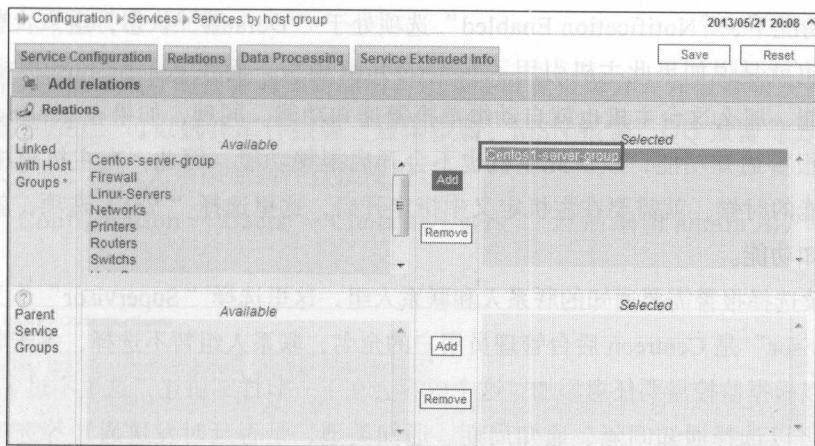 Configuration Services Services by host group 2013/05/21 20:08
Service Configuration Relations Data Processing Service Extended Info Save Reset
Add relations
Relations
Linked with Host Groups *
Available
Centos-server-group
Firewall
Linux-Servers
Networks
Printers
Routers
Switchs
Add
Remove
Selected
Centos1-server-group
Parent Service Groups
Available
Add
Remove
Selected